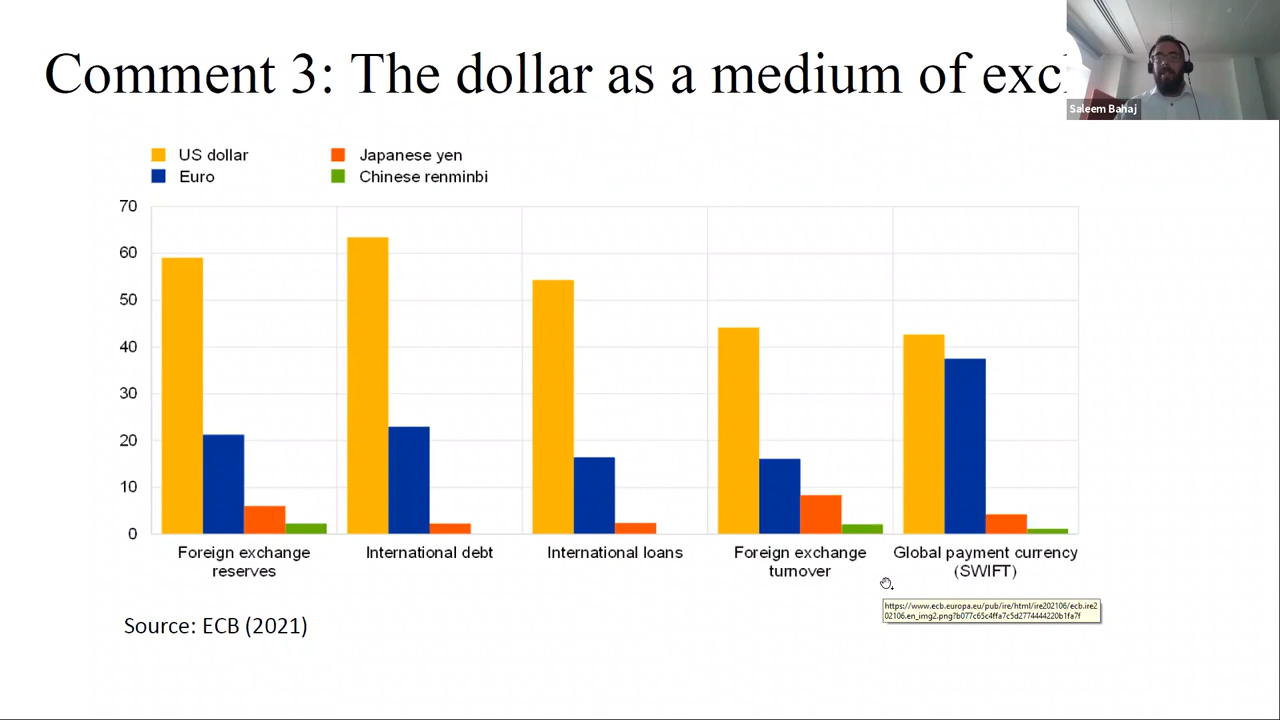 Comment 3: The dollar as a medium of exc
Saleem Bahaj
US dollar
Japanese yen
Euro
Chinese renminbi
70
60
50
40
30
20
10
0
Foreign exchange
reserves
International debt
International loans
Foreign exchange
turnover
Global payment currency
(SWIFT)
https://www.ecb.europa.eu/pub/ire/html/ire202106/ecb.ire2
02106.en_img2.png?b077c65c4ffa7c5d2774444220b1fa7f
Source: ECB (2021)